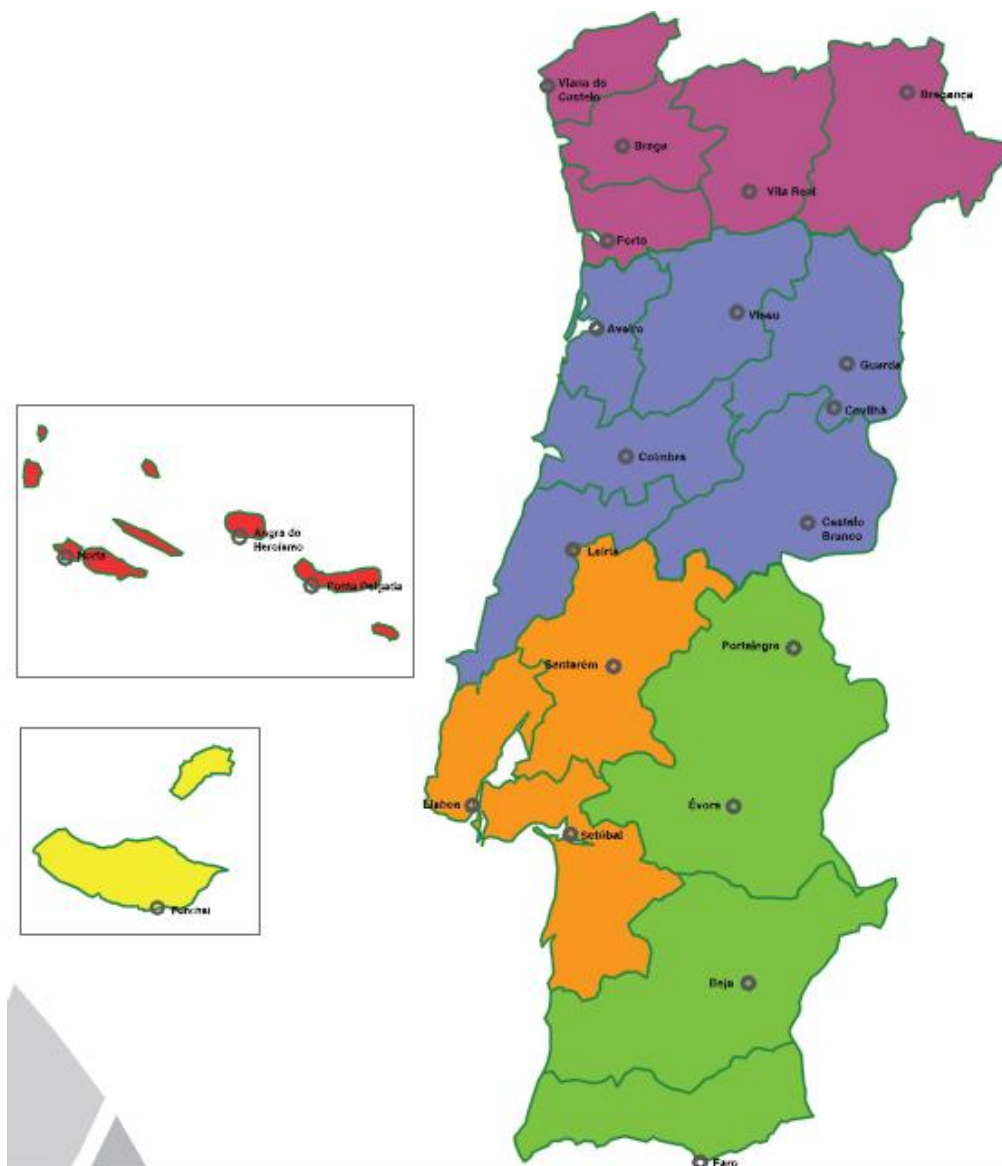 Viana do
Castelo
Bragança
Braga
Vila Real
Porto
Viseu
Aveiro
Guarda
Covilhã
Coimbra
Castelo
Branco
Leiria
Angra do
Heroísmo
Horta
Ponta Delgada
Portalegre
Santarém
Lisboa
Évora
Setúbal
Funchal
Beja
Faro